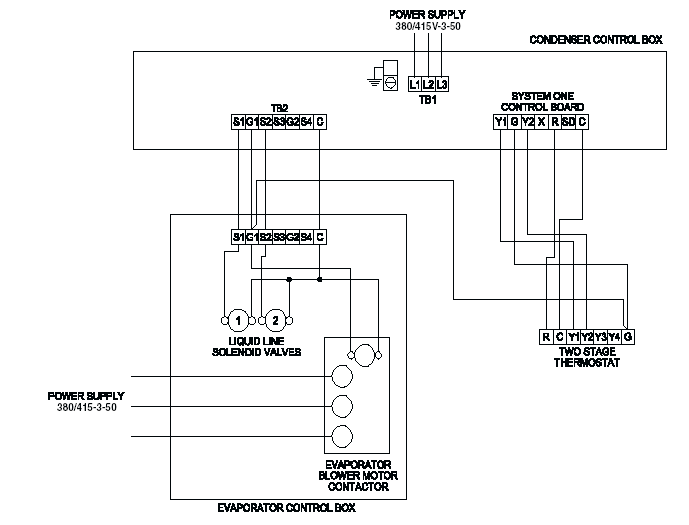 POWER SUPPLY
380/415V-3-50
CONDENSER CONTROL BOX
L1 L2 L3
TB1
SYSTEM ONE
CONTROL BOARD
TB2
S1 G1 S2 S3 G2 S4 C
Y1 G Y2 X R SD C
S1 G1 S2 S3 G2 S4 C
1 2
LIQUID LINE
SOLENOID VALVES
R C Y1 Y2 Y3 Y4 G
TWO STAGE
THERMOSTAT
POWER SUPPLY
380/415-3-50
EVAPORATOR
BLOWER MOTOR
CONTACTOR
EVAPORATOR CONTROL BOX